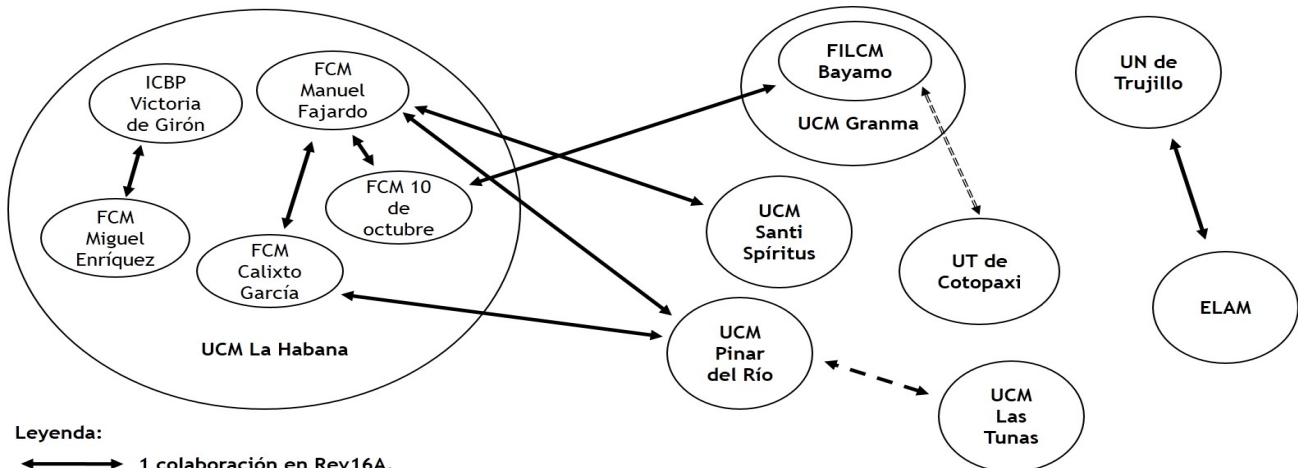 ICBP
Victoria
de Girón
FCM
Manuel
Fajardo
FCM
Miguel
Enríquez
FCM
Calixto
García
FCM 10
de
octubre
UCM La Habana
FILCM
Bayamo
UCM Granma
UCM
Santi
Spíritus
UT de
Cotopaxi
UCM
Pinar
del Río
UCM
Las
Tunas
UN de
Trujillo
ELAM
Leyenda:
1 colaboración en Rev16A.